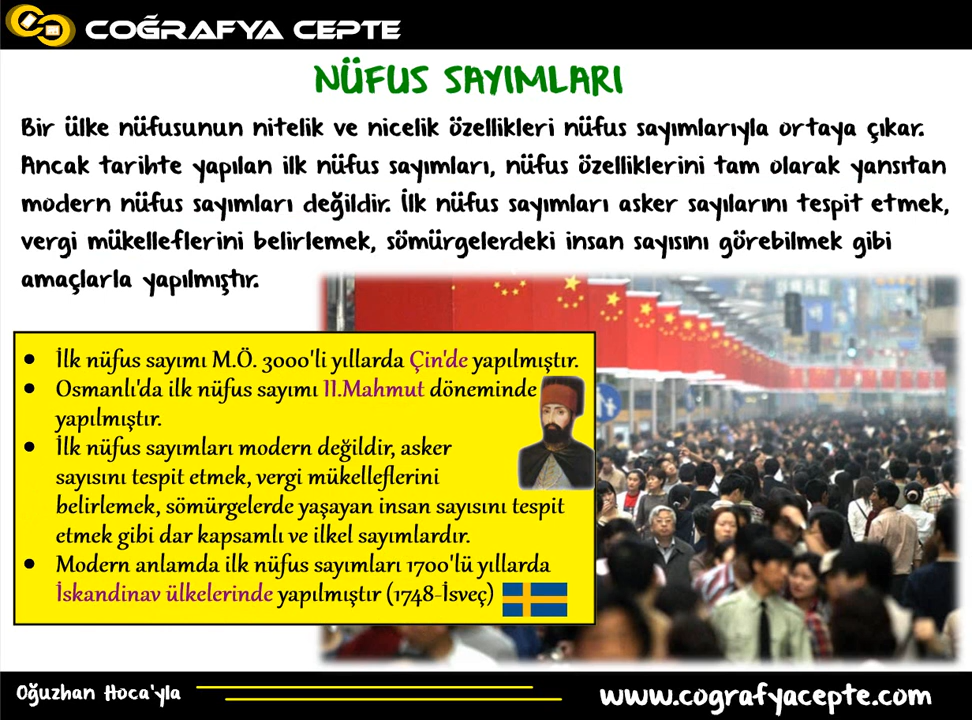 COĞRAFYA CEPTE
NÜFUS SAYIMLARI
Bir ülke nüfusunun nitelik ve nicelik özellikleri nüfus sayımlarıyla ortaya çıkar.
Ancak tarihte yapılan ilk nüfus sayımları, nüfus özelliklerini tam olarak yansıtan
modern nüfus sayımları değildir. İlk nüfus sayımları asker sayılarını tespit etmek,
vergi mükelleflerini belirlemek, sömürgelerdeki insan sayısını görebilmek gibi
amaçlarla yapılmıştır.
• İlk nüfus sayımı M.Ö. 3000'li yıllarda Çin'de yapılmıştır.
• Osmanlı'da ilk nüfus sayımı II.Mahmut döneminde
yapılmıştır.
• İlk nüfus sayımları modern değildir, asker
sayısını tespit etmek, vergi mükelleflerini
belirlemek, sömürgelerde yaşayan insan sayısını tespit
etmek gibi dar kapsamlı ve ilkel sayımlardır.
• Modern anlamda ilk nüfus sayımları 1700'lü yıllarda
İskandinav ülkelerinde yapılmıştır (1748-İsveç)
Oğuzhan Hoca'yla
www.cografyacepte.com